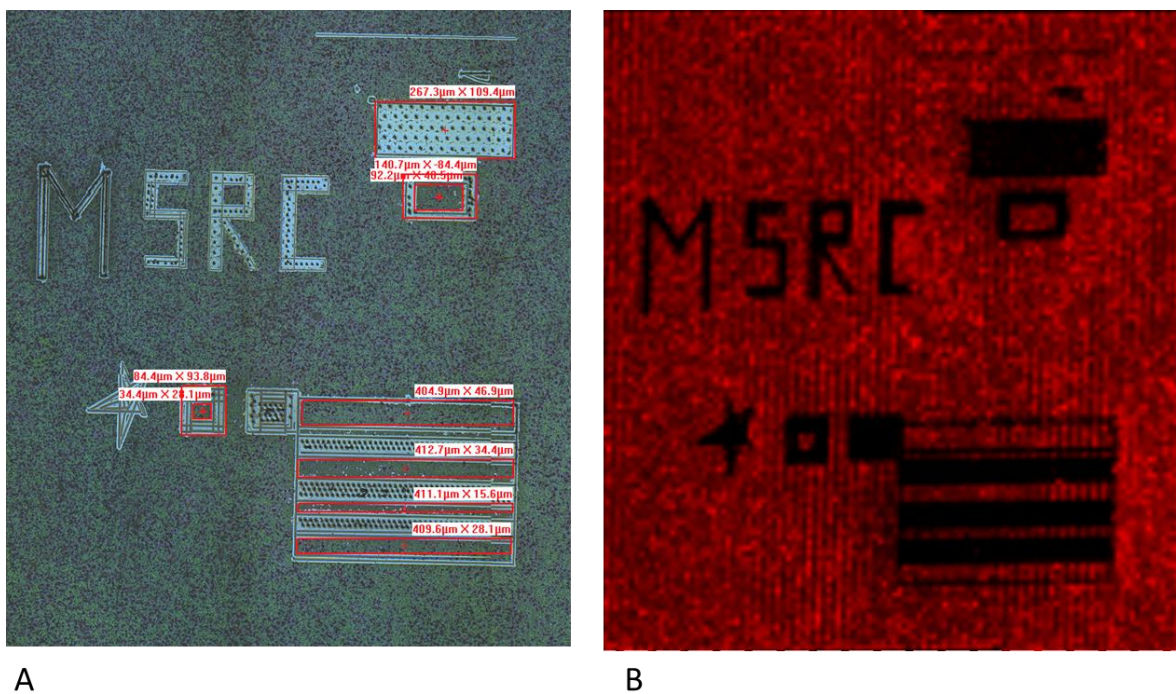 267.3µm X 109.4µm
140.7µm X -84.4µm
92.2µm X 48.5µm
MSRC
MSRC
84.4µm X 93.8µm
34.4µm X 28.1µm
404.9µm X 46.9µm
412.7µm X 34.4µm
411.1µm X 15.6µm
409.6µm X 28.1µm
A
B